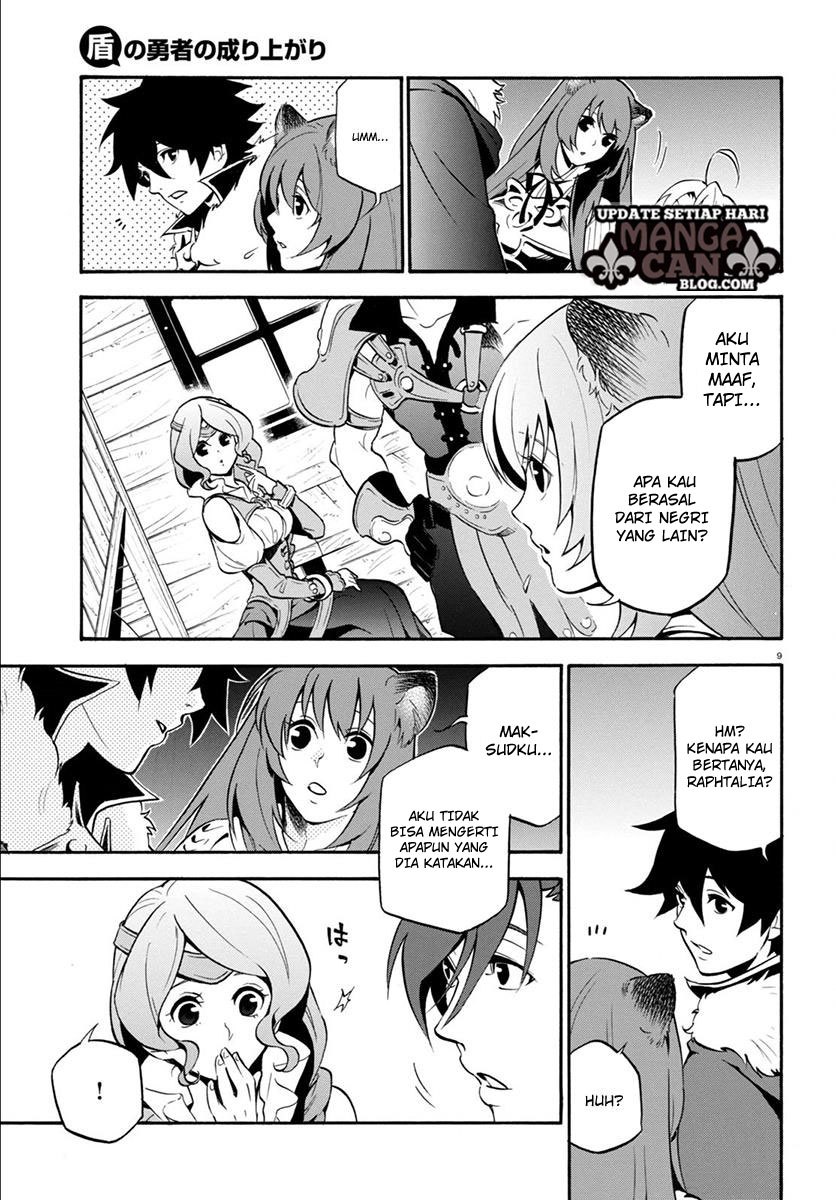 盾の勇者の成り上がり
UPDATE SETIAP HARI
MANGA
CAN
BLOG.COM
UMM...
AKU
MINTA
MAAF,
TAPI...
APA KAU
BERASAL
DARI NEGRI
YANG LAIN?
9
HM?
KENAPA KAU
BERTANYA,
RAPHTALIA?
HUH?
MAK-
SUDKU...
AKU TIDAK
BISA MENGERTI
APAPUN YANG
DIA KATAKAN...
はっ
!